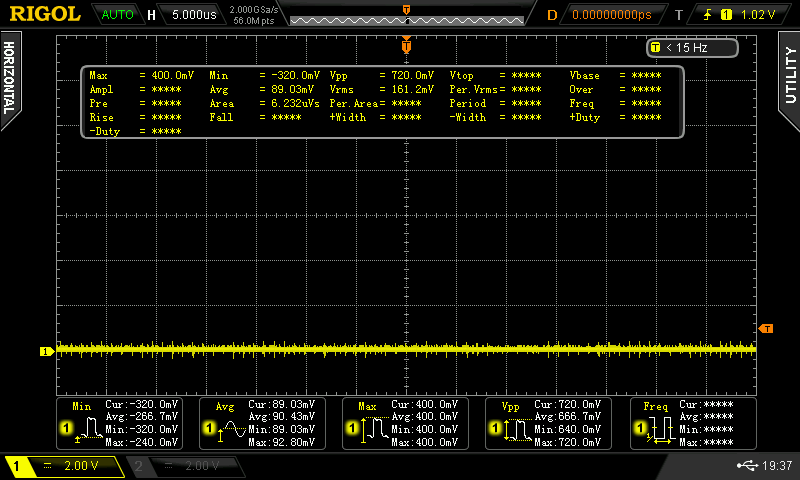 RIGOL AUTO H 5.000us 2.000GSa/s 56.0Mpts T D 0.00000000ps T 1 1.02 V
T
T < 15 Hz
HORIZONTAL
UTILITY
Max = 400.0mV Min = -320.0mV Vpp = 720.0mV Vtop = ***** Vbase = *****
Ampl = ***** Avg = 89.03mV Vrms = 161.2mV Per.Vrms= ***** Over = *****
Pre = ***** Area = 6.232uVs Per.Area= ***** Period = ***** Freq = *****
Rise = ***** Fall = ***** +Width = ***** -Width = ***** +Duty = *****
-Duty = *****
T
1
Min Cur:-320.0mV Avg Cur:89.03mV Max Cur:400.0mV Vpp Cur:720.0mV Freq Cur:*****
Avg:-266.7mV Avg:90.43mV Avg:400.0mV Avg:666.7mV Avg:*****
1 Min:-320.0mV 1 Min:89.03mV 1 Min:400.0mV 1 Min:640.0mV 1 Min:*****
Max:-240.0mV Max:92.80mV Max:400.0mV Max:720.0mV Max:*****
1 2.00 V 2 2.00 V 19:37